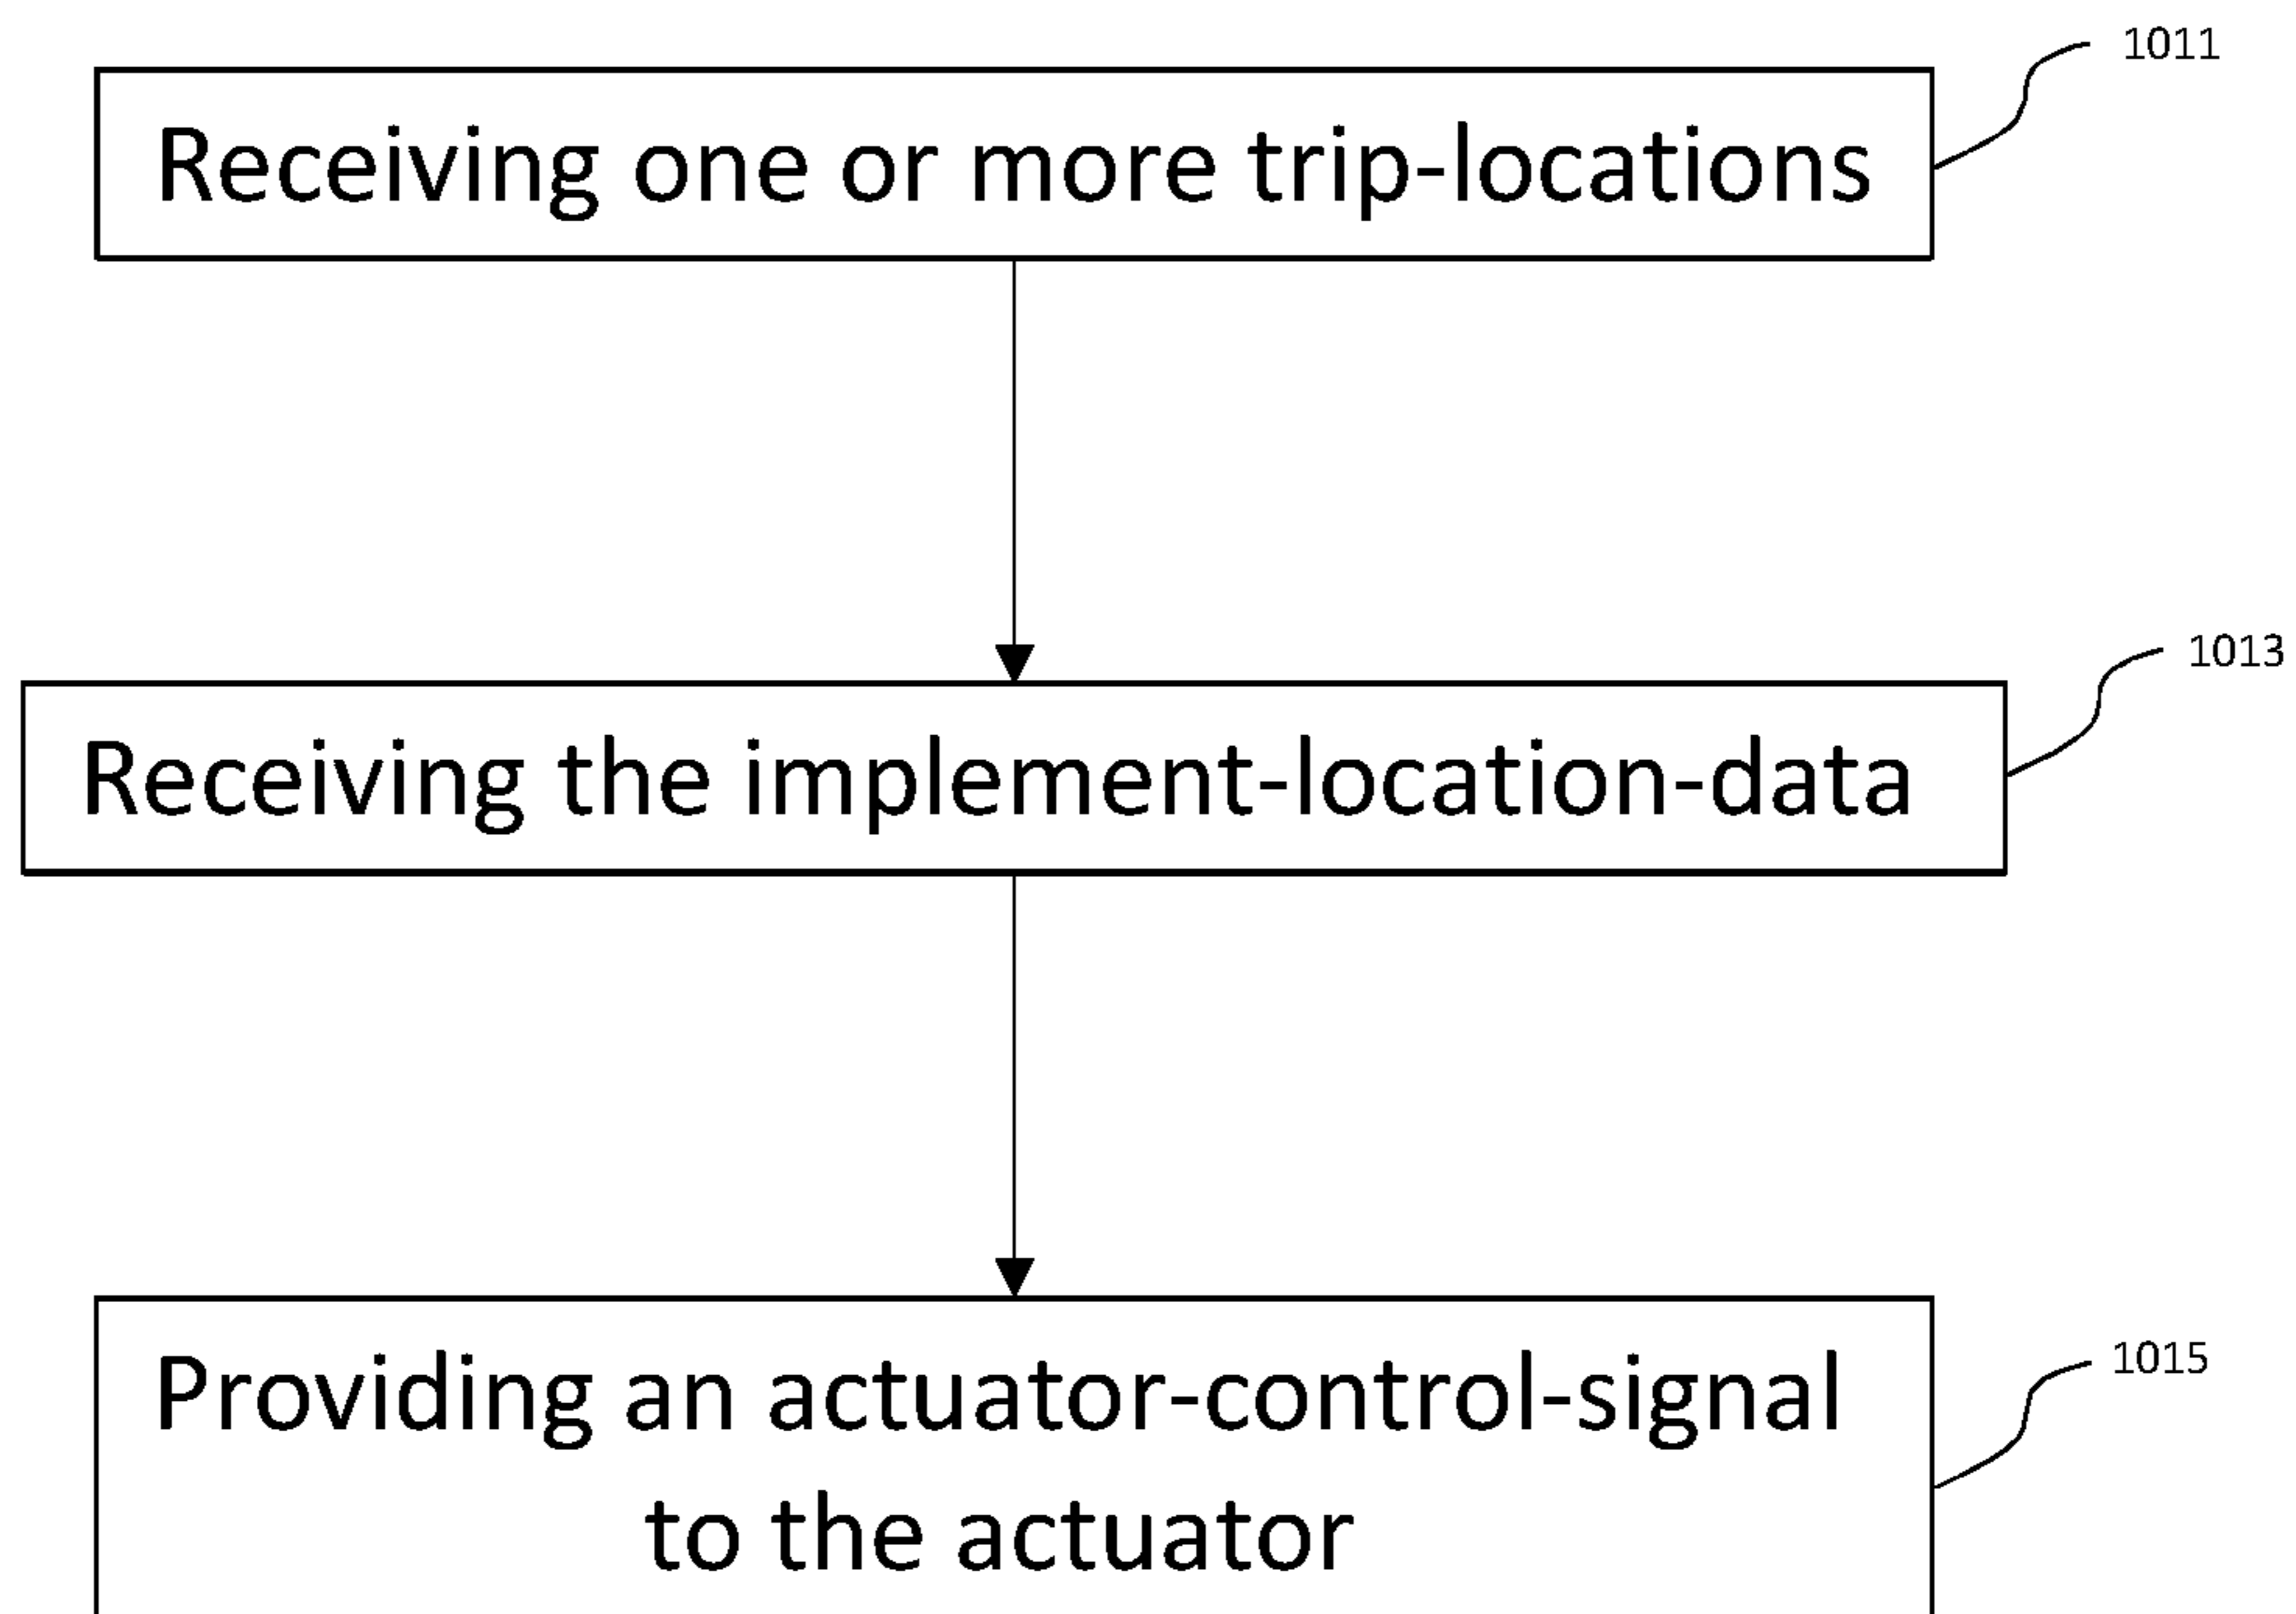 1011
Receiving one or more trip-locations
1013
Receiving the implement-location-data
1015
Providing an actuator-control-signal
to the actuator